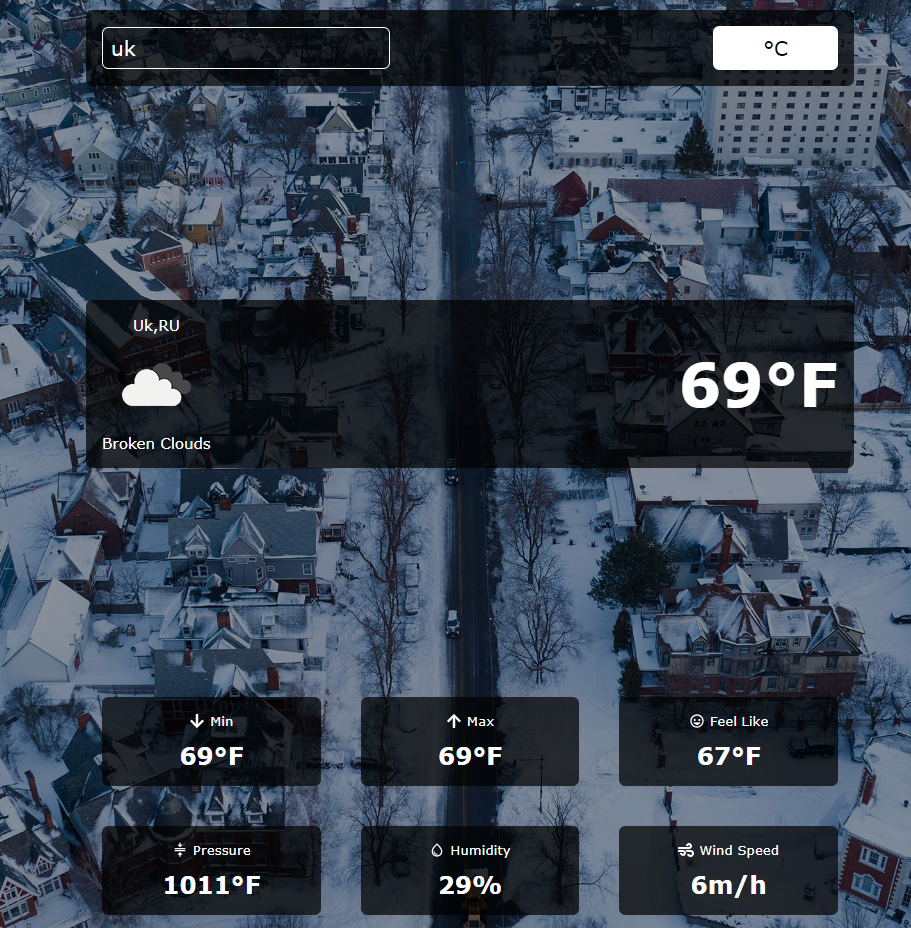 uk
°C
Uk,RU
69°F
Broken Clouds
Min
69°F
Max
69°F
Feel Like
67°F
Pressure
1011°F
Humidity
29%
Wind Speed
6m/h